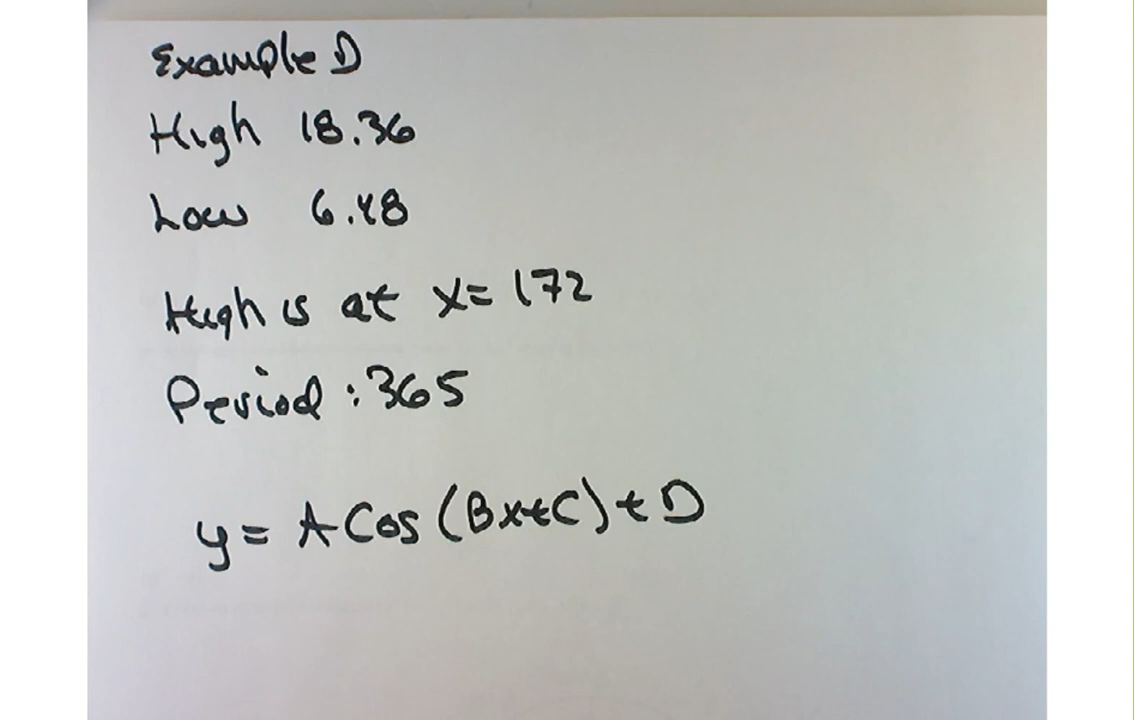 Example D
High 18.36
Low 6.48
High is at x=172
Period: 365
y = A Cos (Bx+C) + D